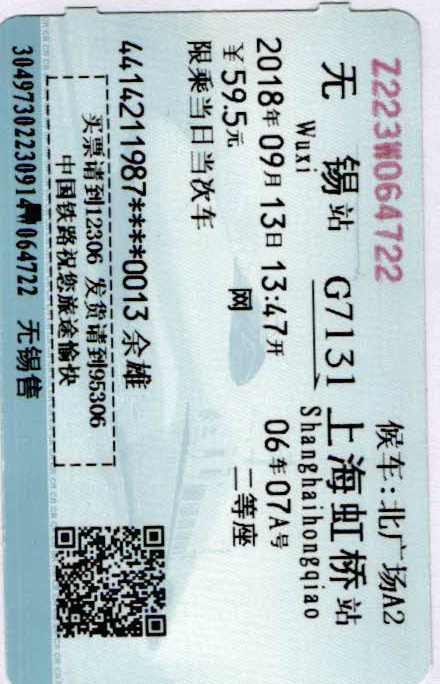 Z223M064722 候车:北广场A2
无锡站 G7131 上海虹桥站
Wuxi Shanghaihongqiao
2018年09月13日 13:47开 06车07A号
￥59.5元 网 二等座
限乘当日当次车
4414211987****0013 余雄
买票请到12306 发货请到95306
中国铁路祝您旅途愉快
30497302230914M064722 无锡售